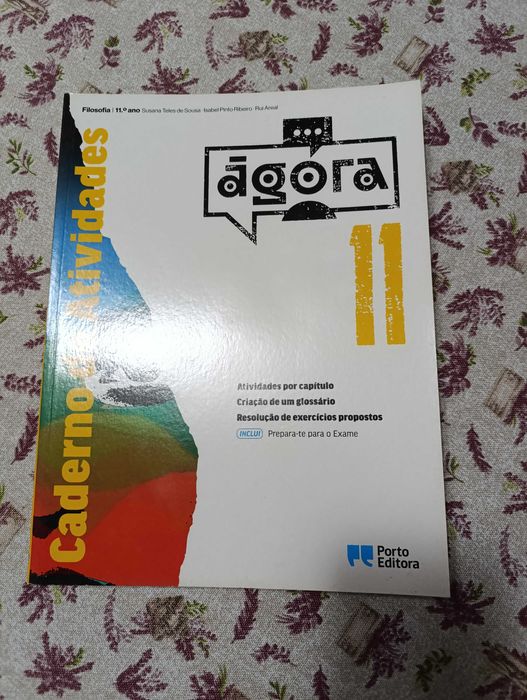 Filosofia | 11.º ano Susana Teles de Sousa · Isabel Pinto Ribeiro · Rui Areal
Caderno de Atividades
ágora
11
Atividades por capítulo
Criação de um glossário
Resolução de exercícios propostos
INCLUI Prepara-te para o Exame
Porto
Editora